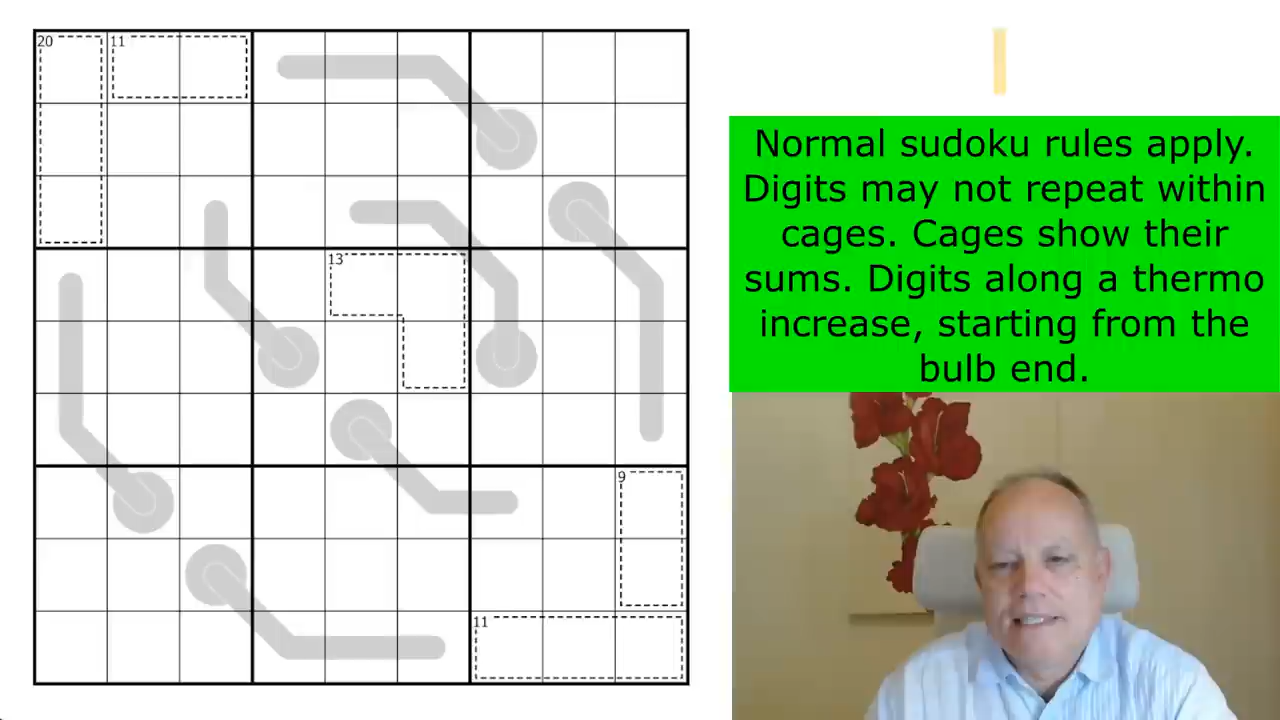 20
11
13
9
11
Normal sudoku rules apply.
Digits may not repeat within
cages. Cages show their
sums. Digits along a thermo
increase, starting from the
bulb end.